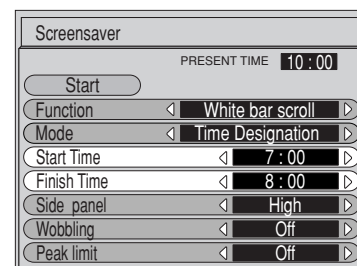 Screensaver
PRESENT TIME 10 : 00
Start
Function White bar scroll
Mode Time Designation
Start Time 7 : 00
Finish Time 8 : 00
Side panel High
Wobbling Off
Peak limit Off